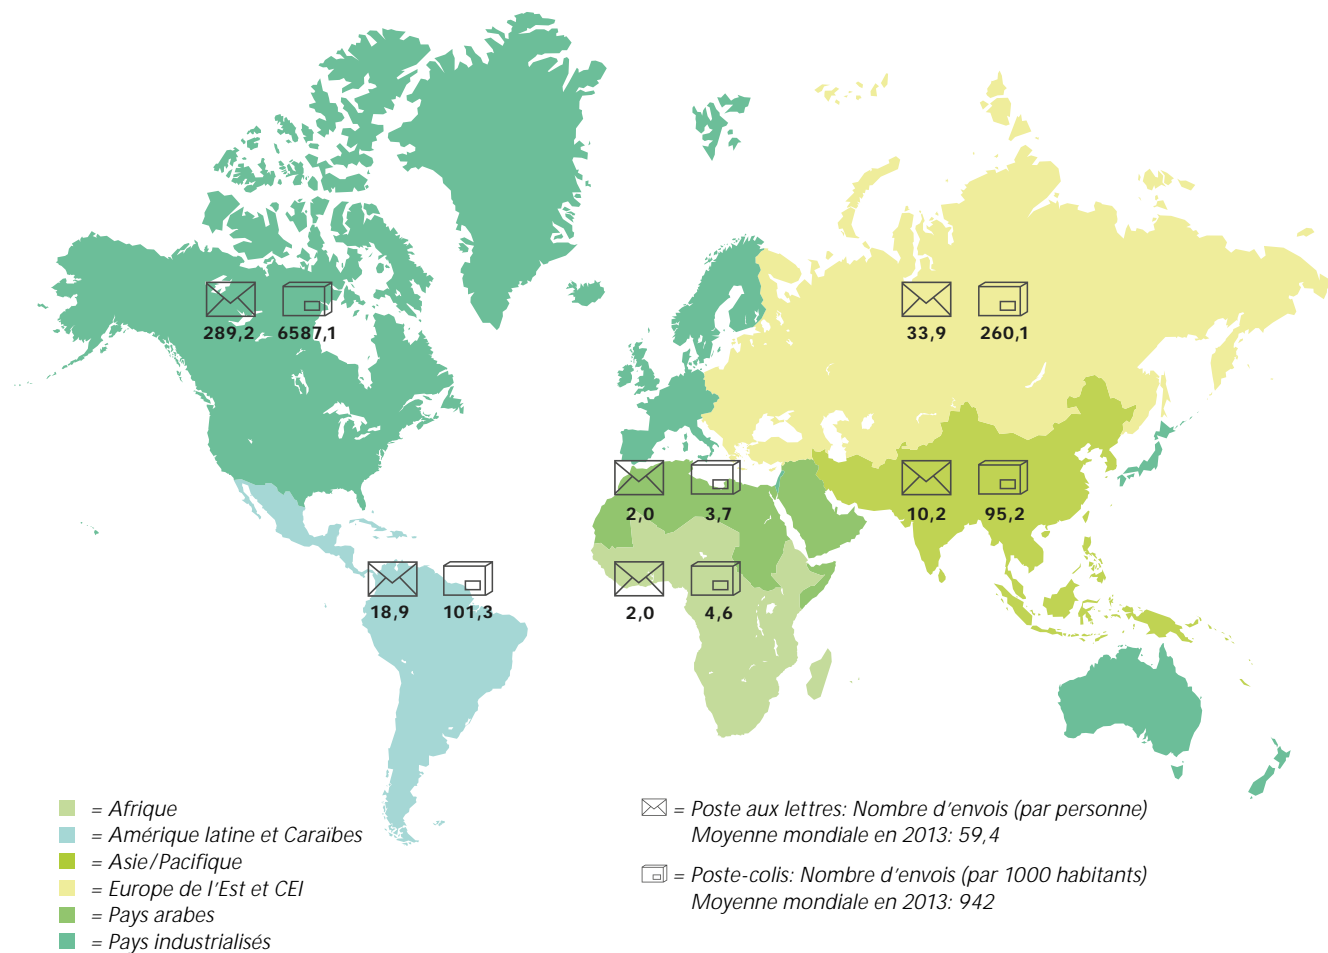 289,2 6587,1
33,9 260,1
2,0 3,7
10,2 95,2
18,9 101,3
2,0 4,6
= Afrique
= Amérique latine et Caraïbes
= Asie/Pacifique
= Europe de l'Est et CEI
= Pays arabes
= Pays industrialisés
= Poste aux lettres: Nombre d'envois (par personne)
Moyenne mondiale en 2013: 59,4
= Poste-colis: Nombre d'envois (par 1000 habitants)
Moyenne mondiale en 2013: 942